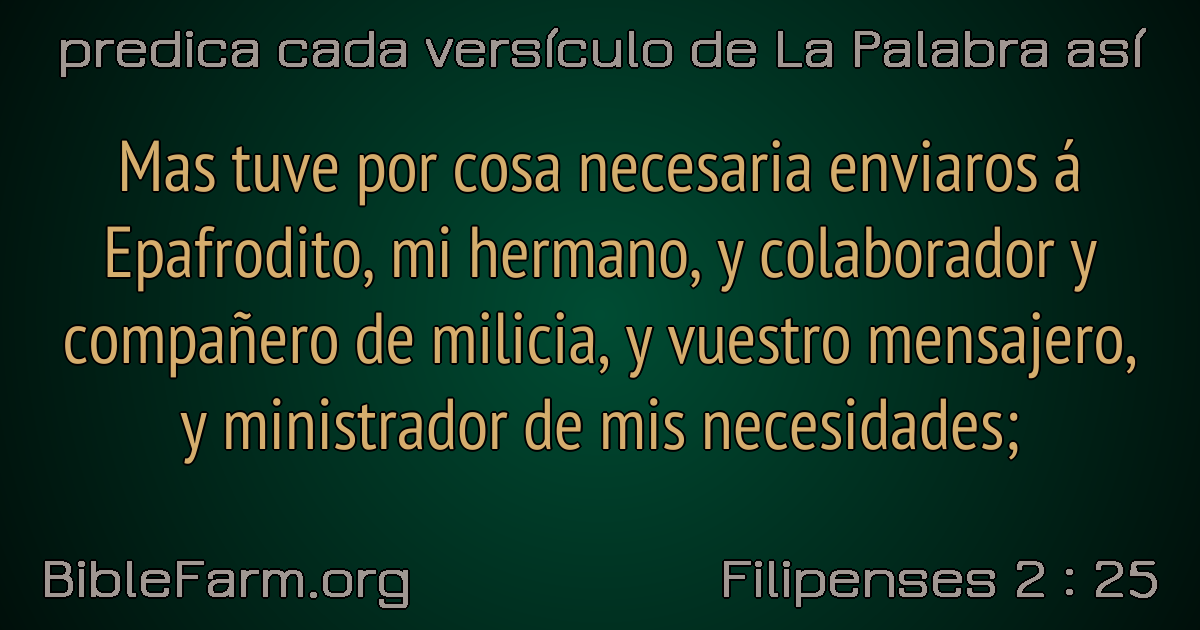 predica cada versículo de La Palabra así
Mas tuve por cosa necesaria enviaros á
Epafrodito, mi hermano, y colaborador y
compañero de milicia, y vuestro mensajero,
y ministrador de mis necesidades;
BibleFarm.org
Filipenses 2 : 25